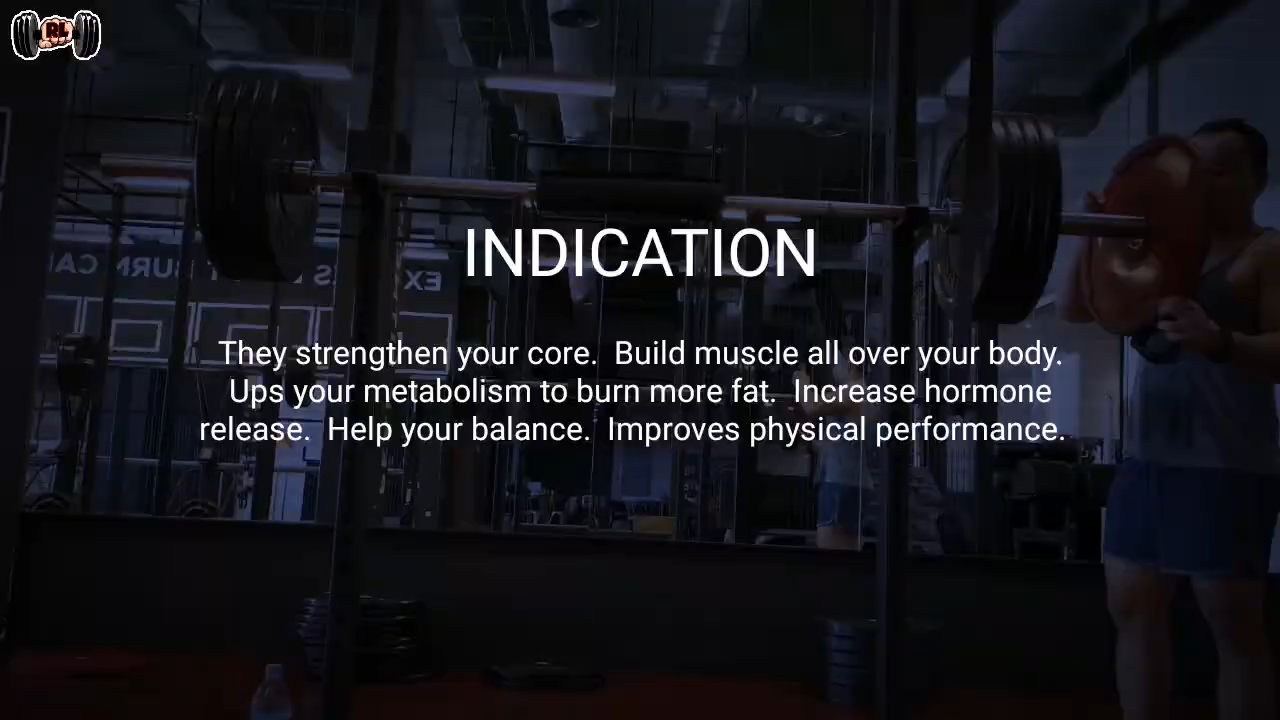 RL
INDICATION
They strengthen your core.  Build muscle all over your body.
Ups your metabolism to burn more fat.  Increase hormone
release.  Help your balance.  Improves physical performance.